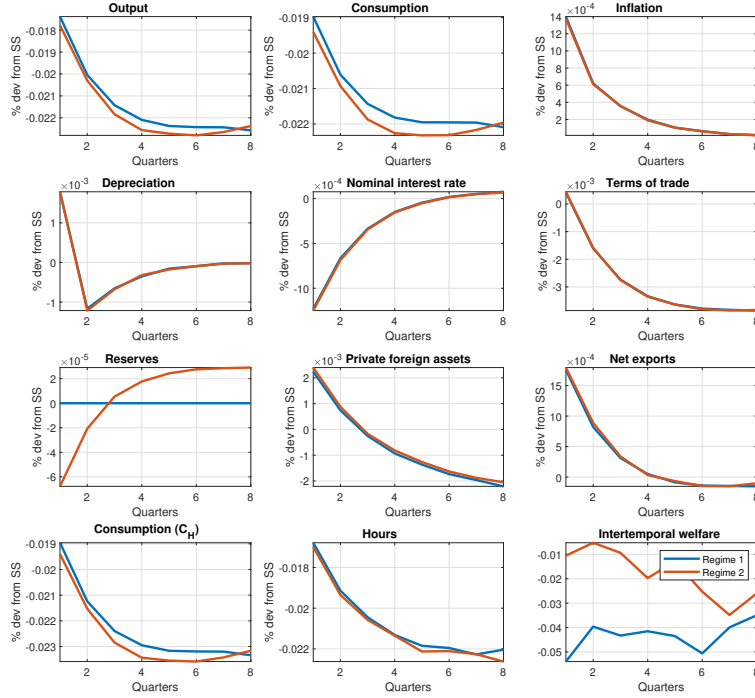 Output
Consumption
Inflation
% dev from SS
-0.018
-0.019
-0.02
-0.021
-0.022
2 4 6 8
Quarters
% dev from SS
-0.019
-0.02
-0.021
-0.022
2 4 6 8
Quarters
% dev from SS
×10-4
14
12
10
8
6
4
2
2 4 6 8
Quarters
Depreciation
Nominal interest rate
Terms of trade
% dev from SS
×10-3
1
0
-1
2 4 6 8
Quarters
% dev from SS
×10-4
0
-5
-10
2 4 6 8
Quarters
% dev from SS
×10-3
0
-1
-2
-3
2 4 6 8
Quarters
Reserves
Private foreign assets
Net exports
% dev from SS
×10-5
2
0
-2
-4
-6
2 4 6 8
Quarters
% dev from SS
×10-3
2
1
0
-1
-2
2 4 6 8
Quarters
% dev from SS
×10-4
15
10
5
0
2 4 6 8
Quarters
Consumption (CH)
Hours
Intertemporal welfare
% dev from SS
-0.019
-0.02
-0.021
-0.022
-0.023
2 4 6 8
Quarters
% dev from SS
-0.018
-0.02
-0.022
2 4 6 8
Quarters
% dev from SS
-0.01
-0.02
-0.03
-0.04
-0.05
2 4 6 8
Quarters
Regime 1
Regime 2